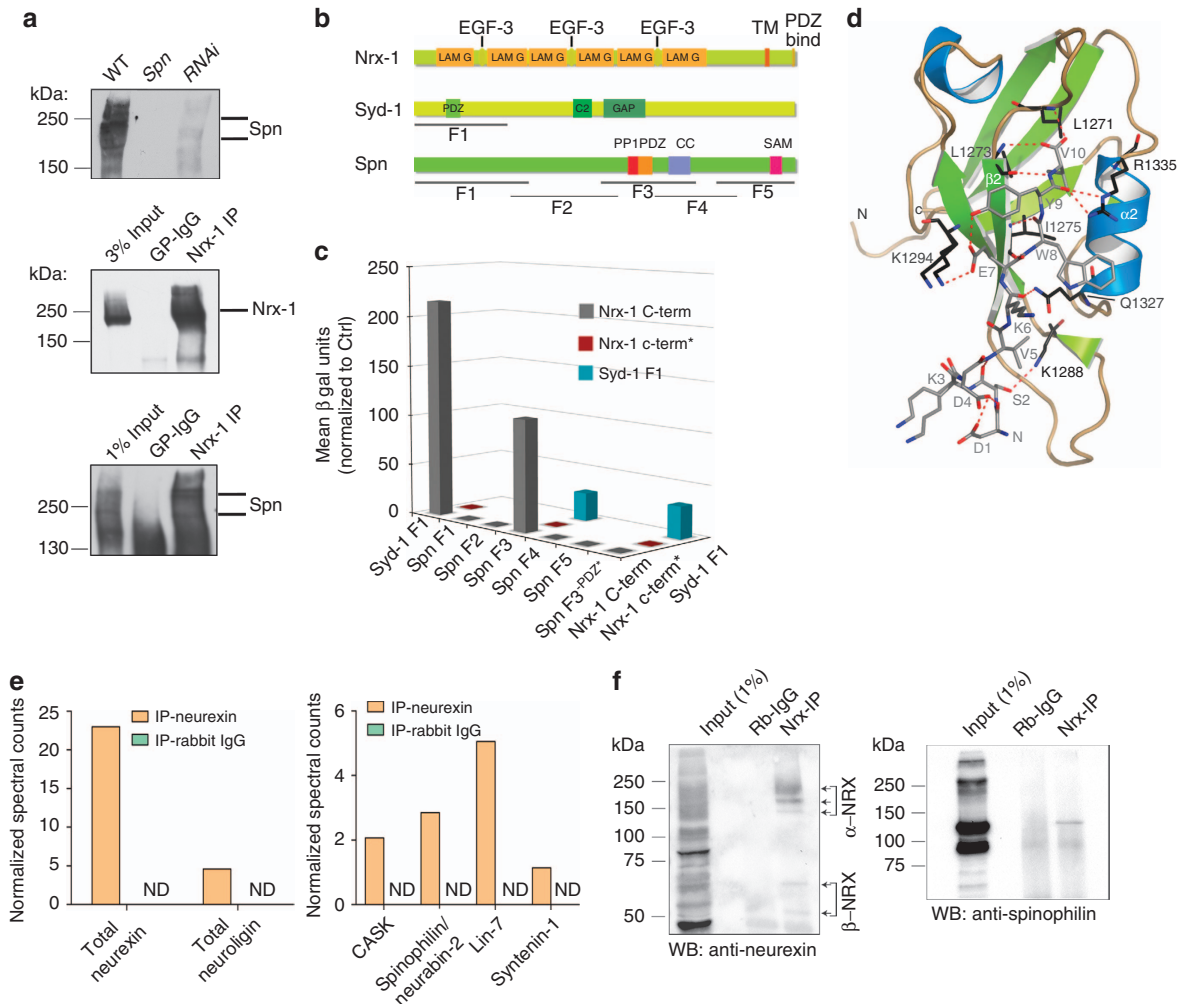 a
WT
Spn
RNAi
kDa:
250
150
Spn
3% Input
GP-IgG
Nrx-1 IP
kDa:
250
150
Nrx-1
1% Input
GP-IgG
Nrx-1 IP
250
130
Spn
b
EGF-3 EGF-3 EGF-3 TM PDZ bind
Nrx-1 LAM G LAM G LAM G LAM G LAM G LAM G
Syd-1 PDZ C2 GAP
F1
PP1PDZ CC SAM
Spn
F1 F2 F3 F4 F5
c
Mean β gal units
(normalized to Ctrl)
250
200
150
100
50
0
Nrx-1 C-term
Nrx-1 c-term*
Syd-1 F1
Syd-1 F1
Spn F1
Spn F2
Spn F3
Spn F4
Spn F5
Spn F3-PDZ*
Nrx-1 C-term
Nrx-1 c-term*
Syd-1 F1
d
L1271
L1273
V10
R1335
β2
N
c
Y9
α2
I1275
K1294
E7
W8
Q1327
K6
V5
K1288
K3
D4
S2
N
D1
e
Normalized spectral counts
25
20
15
10
5
0
IP-neurexin
IP-rabbit IgG
ND
ND
Total neurexin
Total neuroligin
Normalized spectral counts
6
4
2
0
IP-neurexin
IP-rabbit IgG
ND
ND
ND
ND
CASK
Spinophilin/
neurabin-2
Lin-7
Syntenin-1
f
Input (1%)
Rb-IgG
Nrx-IP
kDa
250
150
100
75
50
α–NRX
β–NRX
WB: anti-neurexin
Input (1%)
Rb-IgG
Nrx-IP
kDa
250
150
100
75
WB: anti-spinophilin